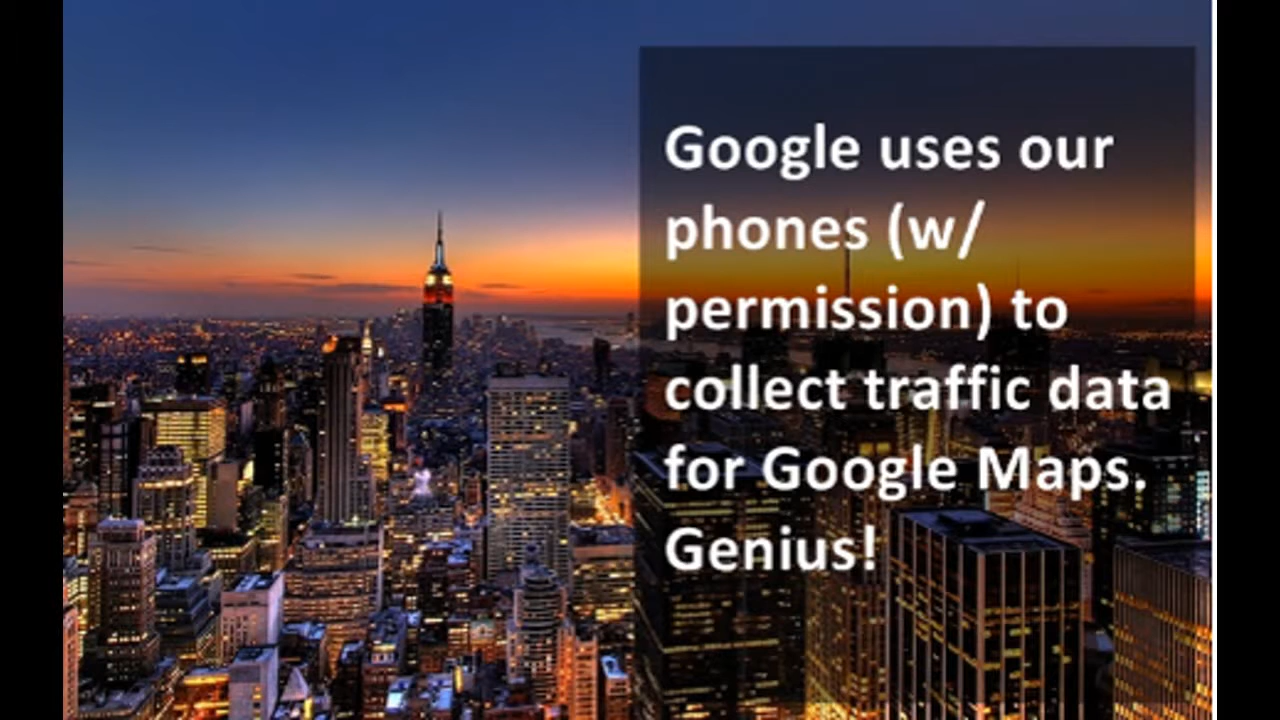 Google uses our
phones (w/
permission) to
collect traffic data
for Google Maps.
Genius!